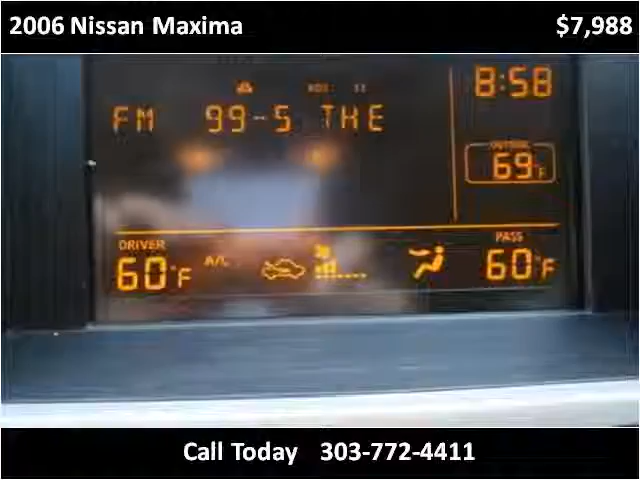 2006 Nissan Maxima $7,988
8:58
FM 99-5 THE
OUTSIDE
69°F
DRIVER PASS
60°F A/C 60°F
Call Today 303-772-4411